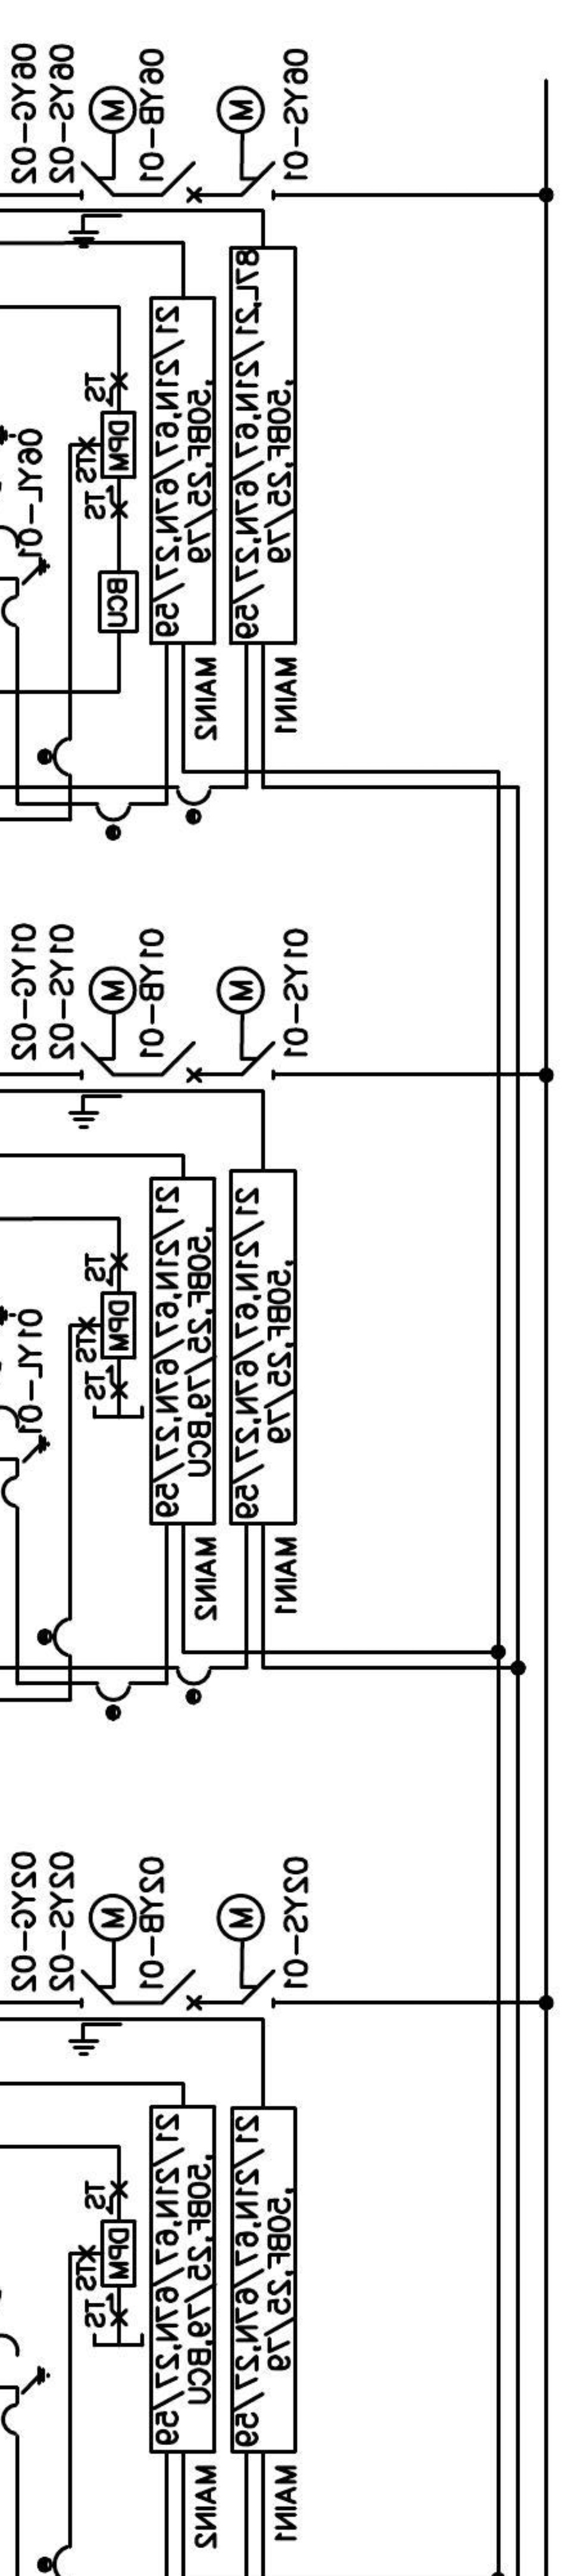 06YG-02
06YS-02
06YB-01
06YS-01
M
M
87L,21/21N,67/67N,27/59
,50BF,25/79
MAIN1
21/21N,67/67N,27/59
,50BF,25/79
MAIN2
TS
DPM
TS
TS
BCU
06YL-01
01YG-02
01YS-02
01YB-01
01YS-01
M
M
21/21N,67/67N,27/59
,50BF,25/79
MAIN1
21/21N,67/67N,27/59
,50BF,25/79,BCU
MAIN2
TS
DPM
TS
TS
01YL-01
02YG-02
02YS-02
02YB-01
02YS-01
M
M
21/21N,67/67N,27/59
,50BF,25/79
MAIN1
21/21N,67/67N,27/59
,50BF,25/79,BCU
MAIN2
TS
DPM
TS
TS